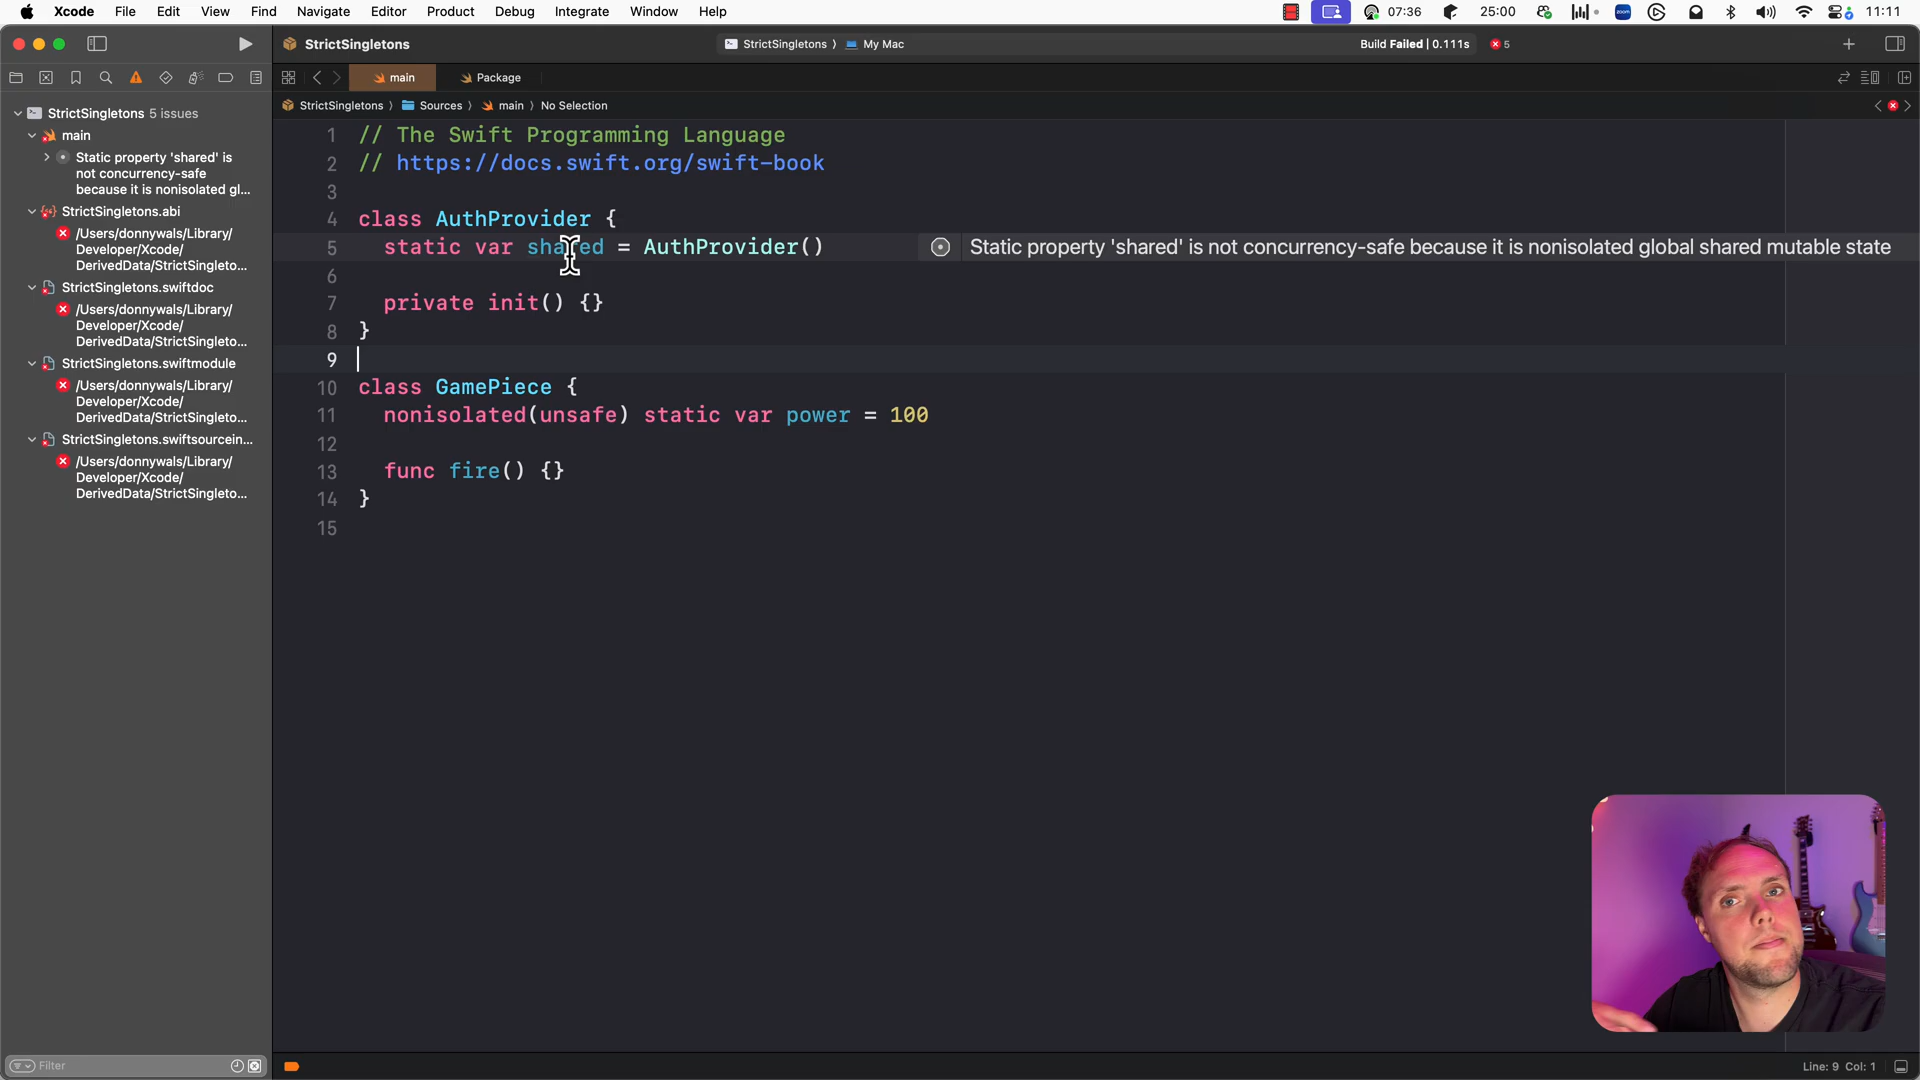 Xcode File Edit View Find Navigate Editor Product Debug Integrate Window Help 07:36 25:00 zoom 11:11
StrictSingletons StrictSingletons My Mac Build Failed | 0.111s 5
main Package
StrictSingletons Sources main No Selection
StrictSingletons 5 issues
main
Static property 'shared' is
not concurrency-safe
because it is nonisolated gl...
StrictSingletons.abi
/Users/donnywals/Library/
Developer/Xcode/
DerivedData/StrictSingleto...
StrictSingletons.swiftdoc
/Users/donnywals/Library/
Developer/Xcode/
DerivedData/StrictSingleto...
StrictSingletons.swiftmodule
/Users/donnywals/Library/
Developer/Xcode/
DerivedData/StrictSingleto...
StrictSingletons.swiftsourcein...
/Users/donnywals/Library/
Developer/Xcode/
DerivedData/StrictSingleto...
Filter
1 // The Swift Programming Language
2 // https://docs.swift.org/swift-book
3
4 class AuthProvider {
5 static var shared = AuthProvider() Static property 'shared' is not concurrency-safe because it is nonisolated global shared mutable state
6
7 private init() {}
8 }
9
10 class GamePiece {
11 nonisolated(unsafe) static var power = 100
12
13 func fire() {}
14 }
15
Line: 9 Col: 1